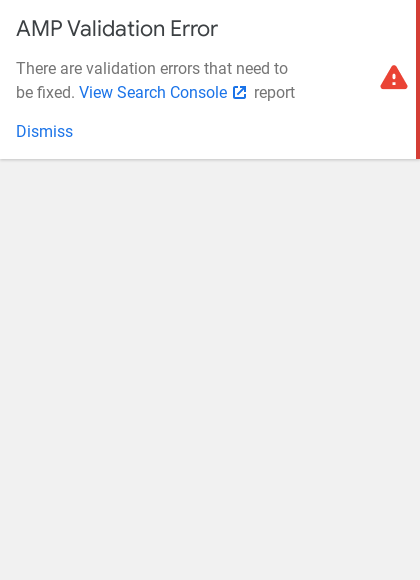 AMP Validation Error
There are validation errors that need to
be fixed. View Search Console report
Dismiss